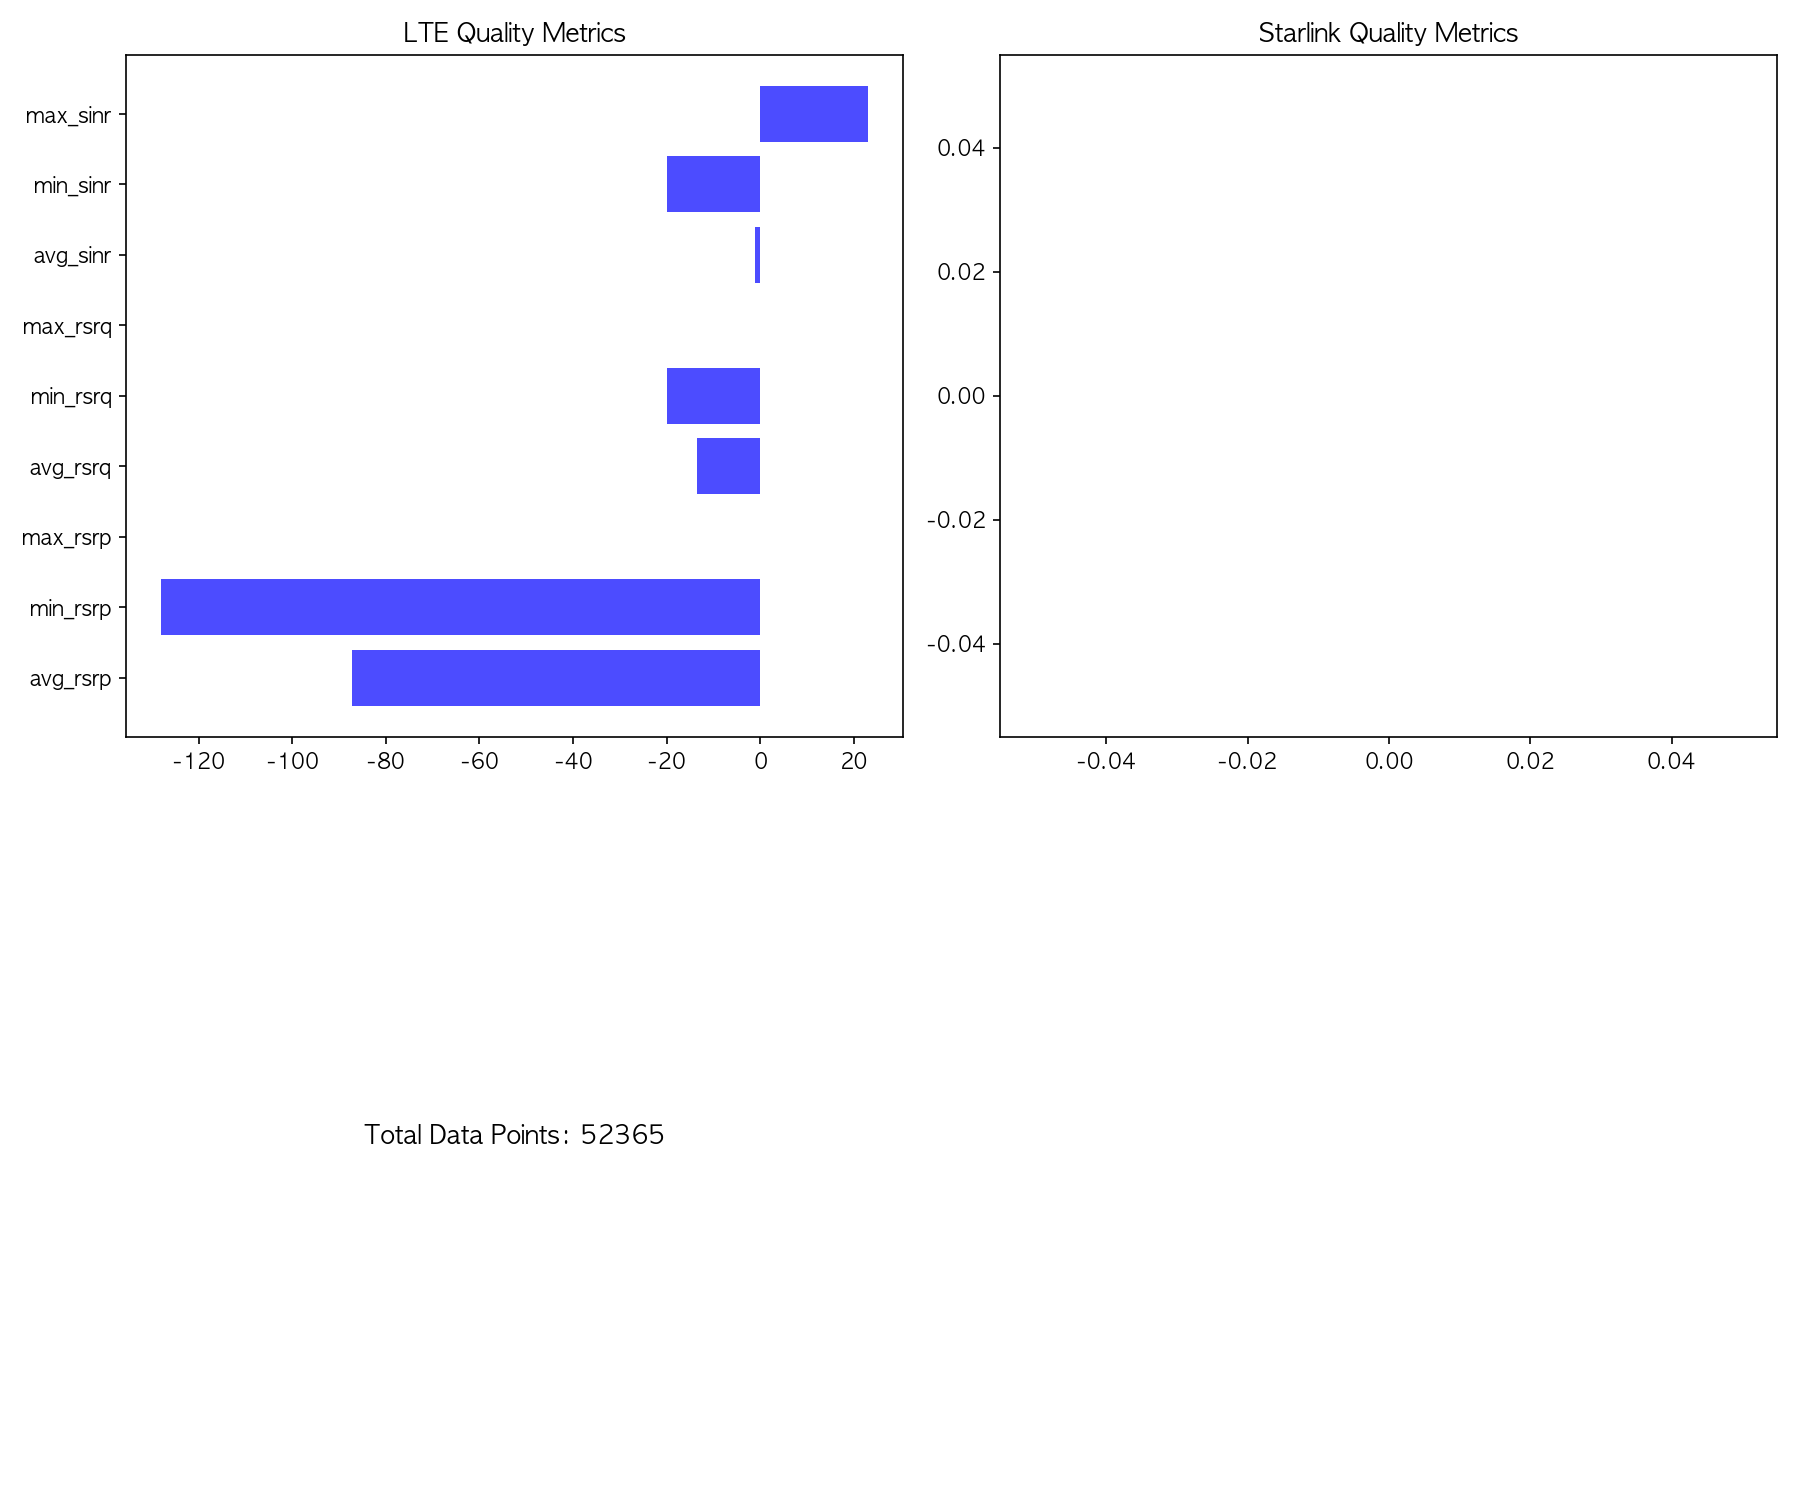 LTE Quality Metrics
max_sinr
min_sinr
avg_sinr
max_rsrq
min_rsrq
avg_rsrq
max_rsrp
min_rsrp
avg_rsrp
-120 -100 -80 -60 -40 -20 0 20
Starlink Quality Metrics
0.04
0.02
0.00
-0.02
-0.04
-0.04 -0.02 0.00 0.02 0.04
Total Data Points: 52365